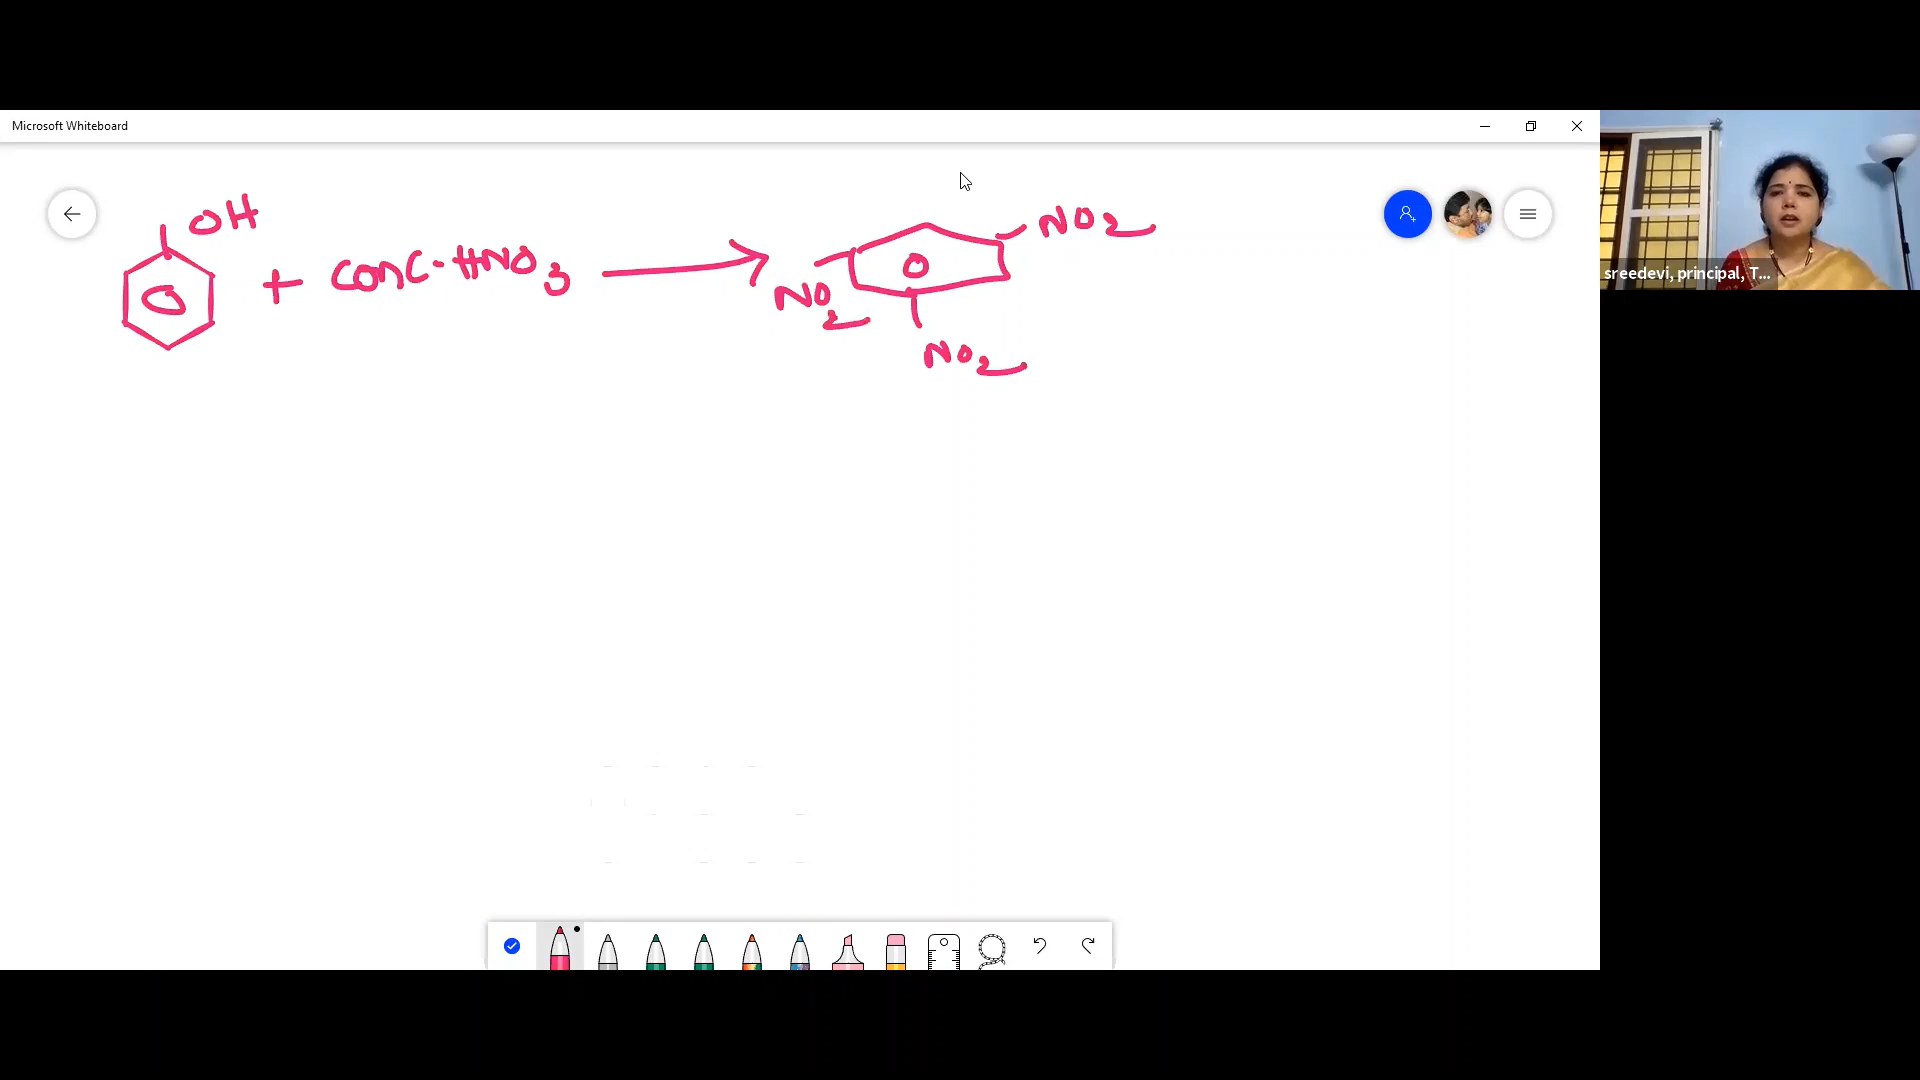 Microsoft Whiteboard
OH
+ conc-HNO3
NO2
O
NO2
NO2
sreedevi, principal, T...